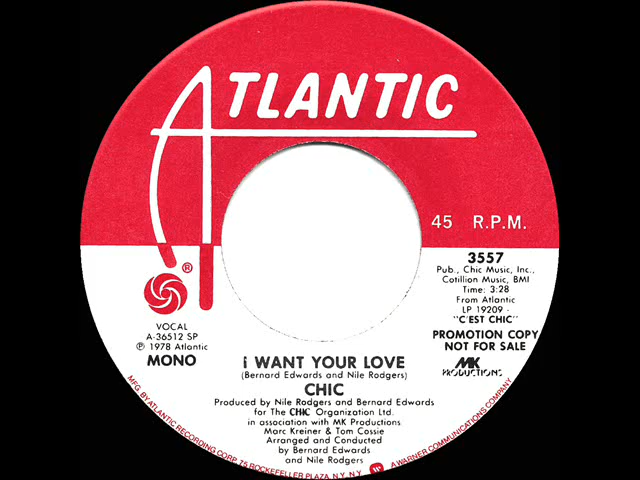 ATLANTIC
45 R.P.M.
3557
Pub., Chic Music, Inc.,
Cotillion Music, BMI
Time: 3:28
From Atlantic
LP 19209 -
"C'EST CHIC"
PROMOTION COPY
NOT FOR SALE
MK
PRODUCTIONS
®
VOCAL
A-36512 SP
℗ 1978 Atlantic
MONO
i WANT YOUR LOVE
(Bernard Edwards and Nile Rodgers)
CHIC
Produced by Nile Rodgers and Bernard Edwards
for The CHIC Organization Ltd.
in association with MK Productions
Marc Kreiner & Tom Cossie
Arranged and Conducted
by Bernard Edwards
and Nile Rodgers
MFG. BY ATLANTIC RECORDING CORP. 75 ROCKEFELLER PLAZA, N.Y., N.Y. W A WARNER COMMUNICATIONS COMPANY